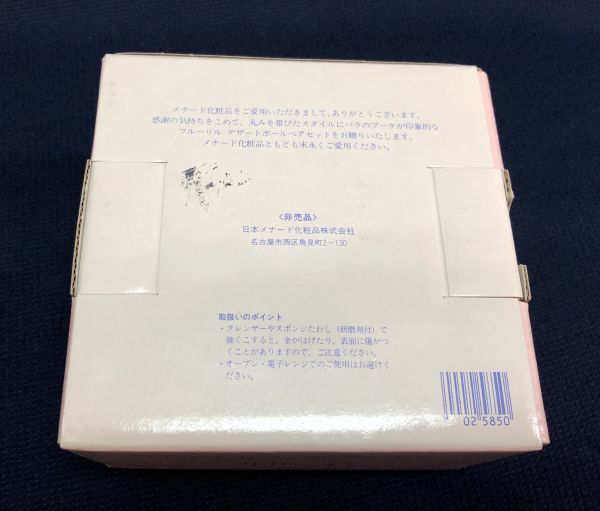 メナード化粧品をご愛用いただきまして、ありがとうございます。
感謝の気持ちをこめて、丸みを帯びたスタイルにバラのブーケが印象的な
フルーリル デザートボールペアセットをお贈りいたします。
メナード化粧品ともども末永くご愛用ください。
〈非売品〉
日本メナード化粧品株式会社
名古屋市西区鳥見町2-130
取扱いのポイント
・クレンザーやスポンジたわし(研磨剤付)で
強くこすると、金がはげたり、表面に傷がつ
くことがありますので、ご注意ください。
・オーブン・電子レンジでのご使用はお避けく
ださい。
02 5850